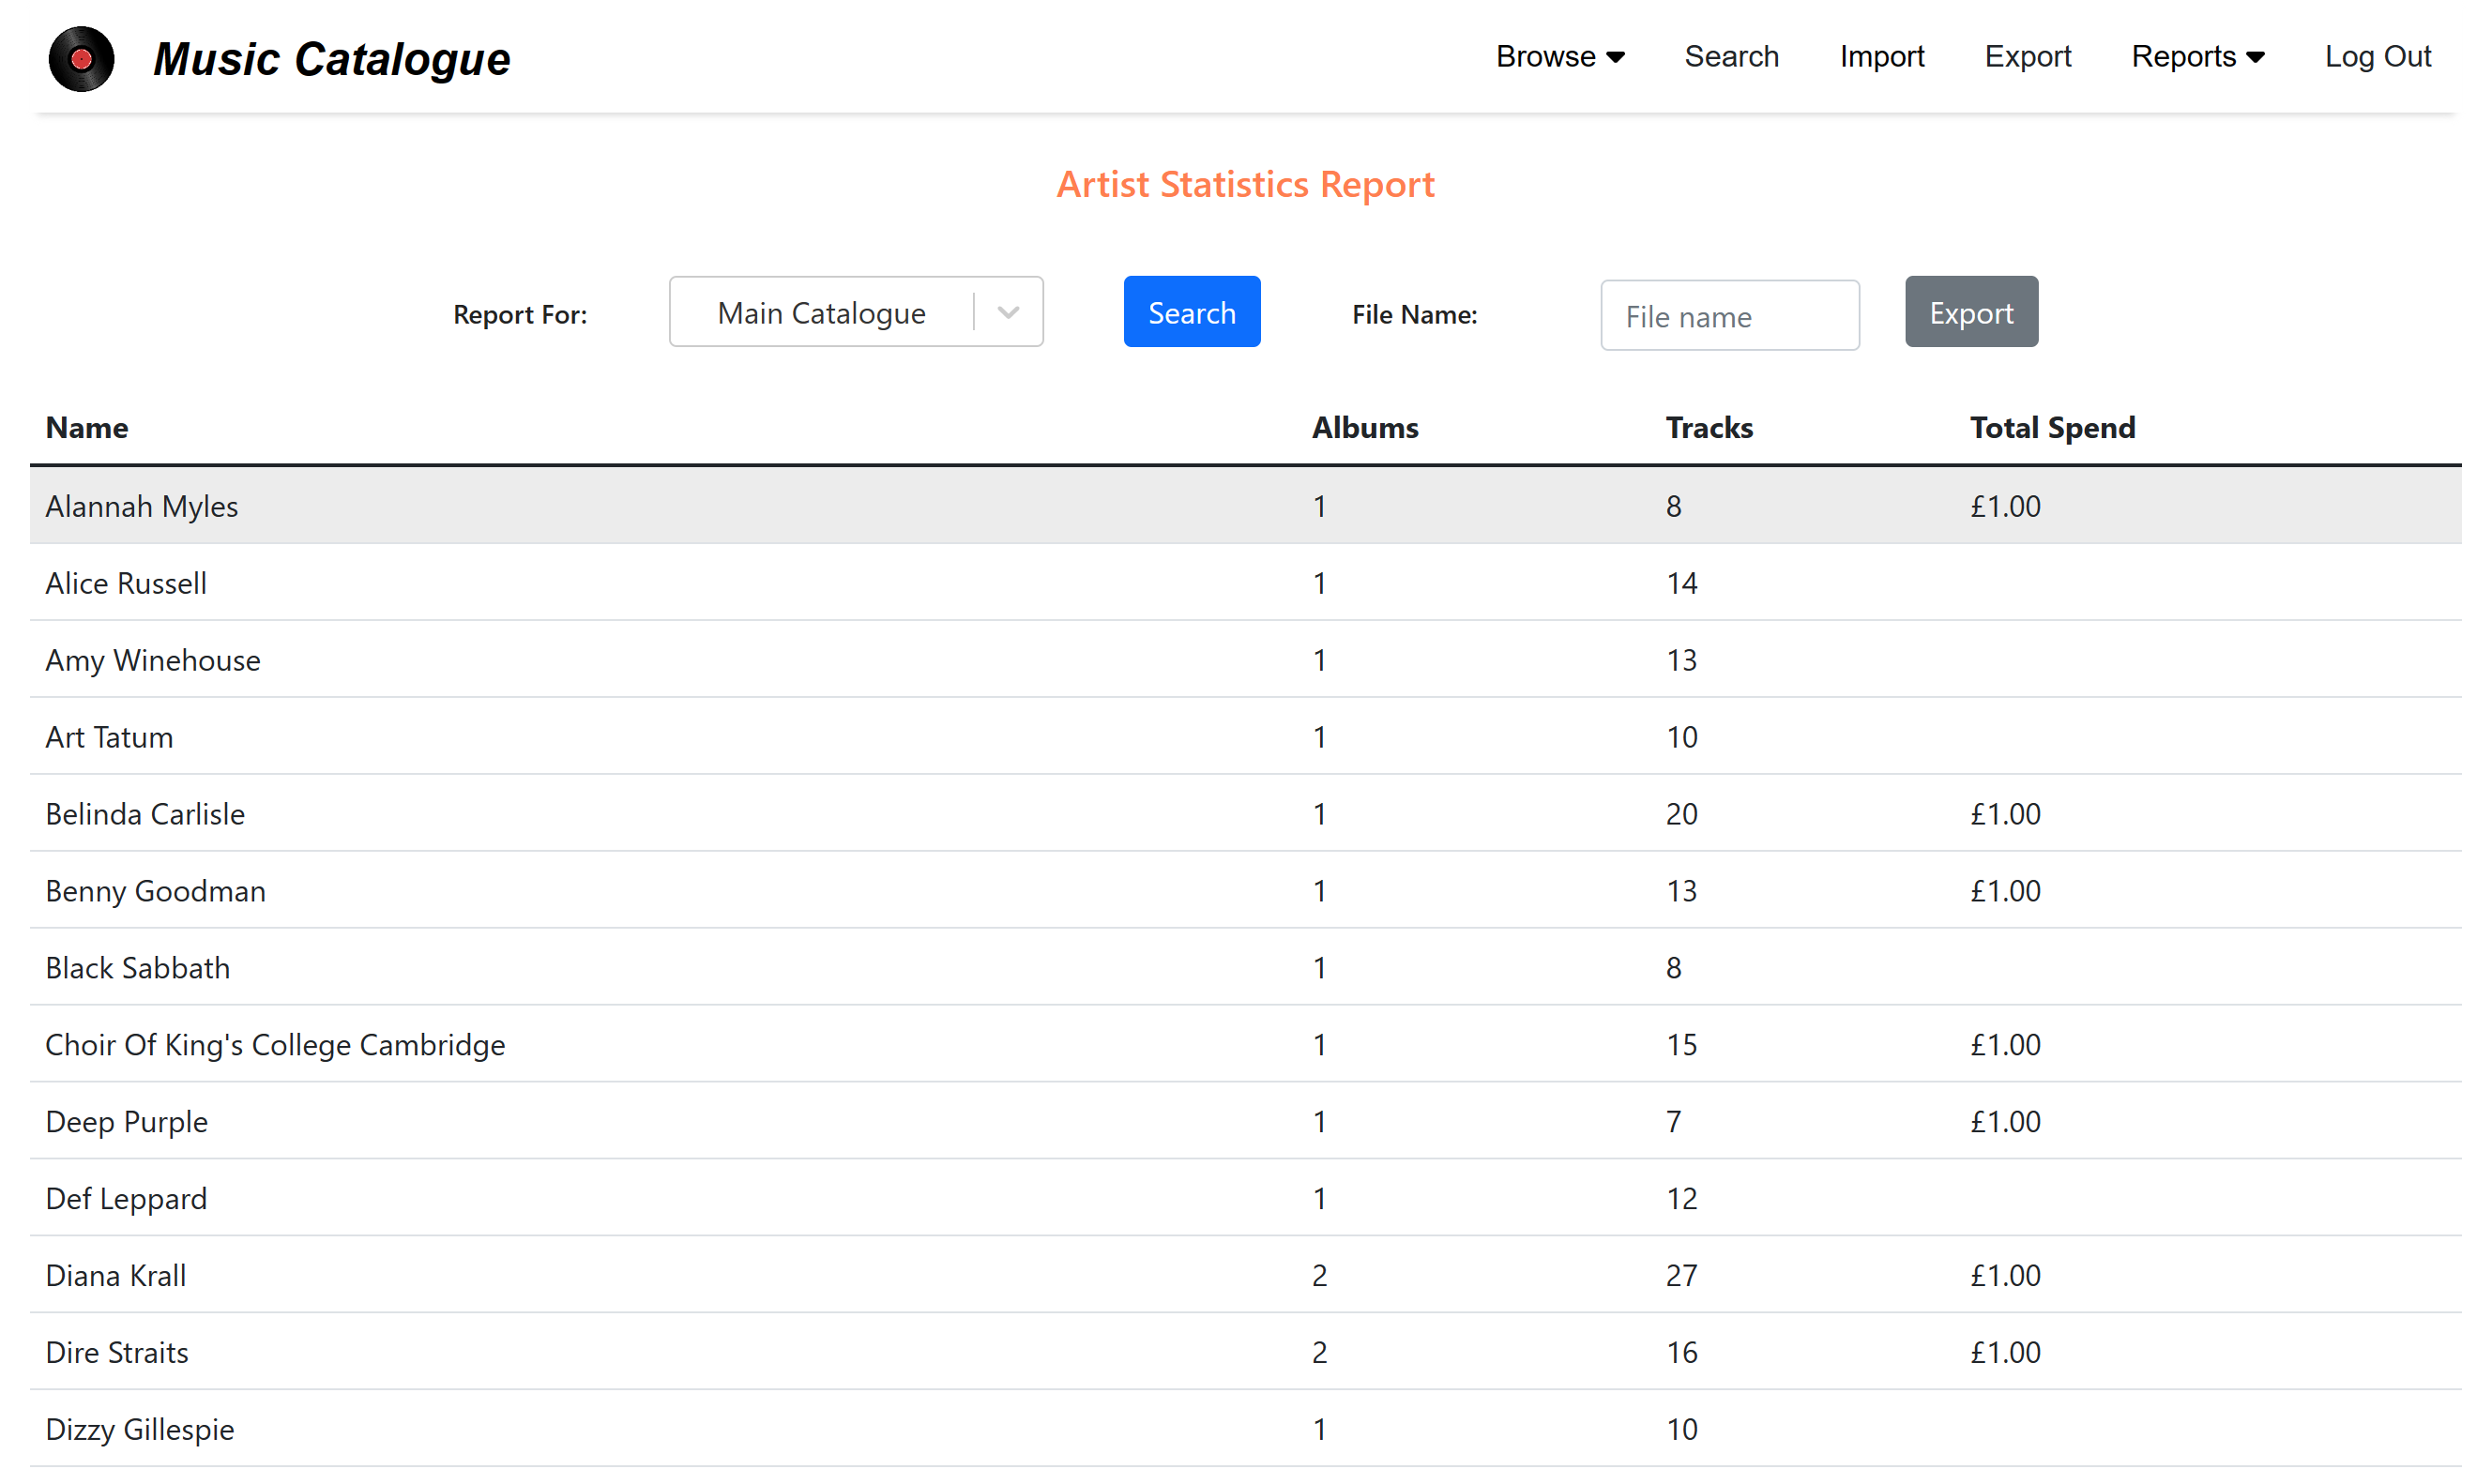 Music Catalogue Browse Search Import Export Reports Log Out
Artist Statistics Report
Report For: Main Catalogue Search File Name: File name Export
Name Albums Tracks Total Spend
Alannah Myles 1 8 £1.00
Alice Russell 1 14
Amy Winehouse 1 13
Art Tatum 1 10
Belinda Carlisle 1 20 £1.00
Benny Goodman 1 13 £1.00
Black Sabbath 1 8
Choir Of King's College Cambridge 1 15 £1.00
Deep Purple 1 7 £1.00
Def Leppard 1 12
Diana Krall 2 27 £1.00
Dire Straits 2 16 £1.00
Dizzy Gillespie 1 10